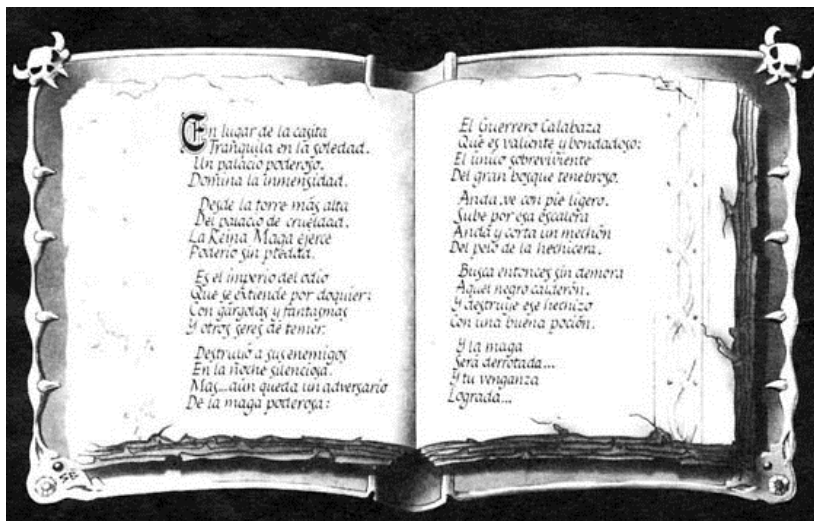 En lugar de la casita
Tranquila en la soledad.
Un palacio poderoso.
Domina la inmensidad.
Desde la torre más alta
Del palacio de crueldad.
La Reina Maga ejerce
Poderío sin piedda.
Es el imperio del odio
Que se extiende por doquier:
Con gárgolas y fantasmas
Y otros seres de temor.
Destruió a sus enemigos
En la noche silenciosa.
Mas...aún queda un adversario
De la maga poderosa:
El Guerrero Calabaza
Que es valiente y bondadoso:
El único sobreviviente
Del gran bosque tenebroso.
Anda, ve con pie ligero.
Sube por esa escalera
Anda y corta un mechón
Del pelo de la hechicera.
Busca entonces sin demora
Aquel negro calderón.
Y destruye ese hechizo
Con una buena poción.
Y la maga
Será derrotada...
Y tu venganza
Lograda...
SB